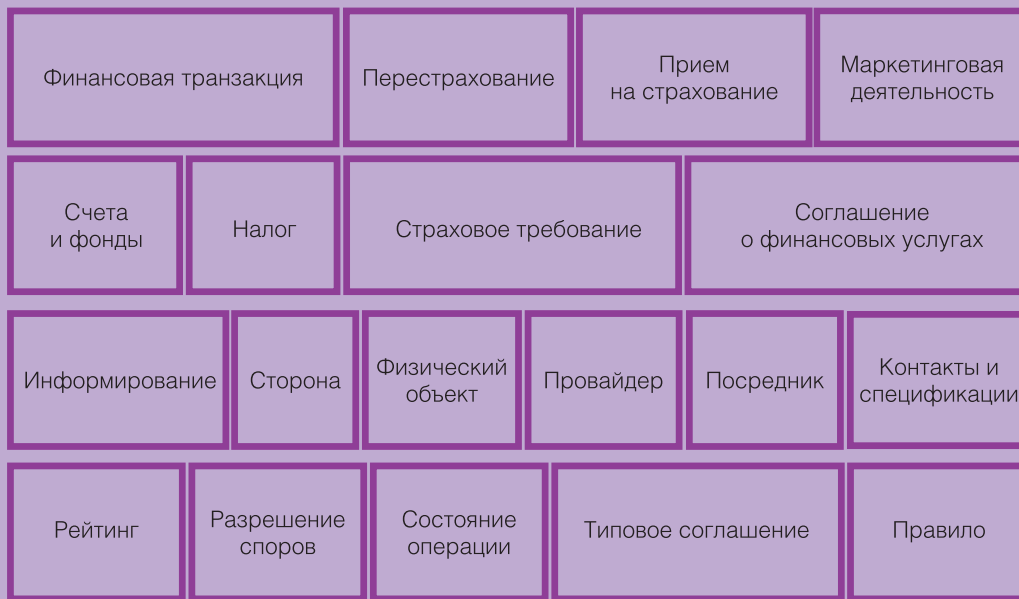 Финансовая транзакция
Перестрахование
Прием
на страхование
Маркетинговая
деятельность
Счета
и фонды
Налог
Страховое требование
Соглашение
о финансовых услугах
Информирование
Сторона
Физический
объект
Провайдер
Посредник
Контакты и
спецификации
Рейтинг
Разрешение
споров
Состояние
операции
Типовое соглашение
Правило